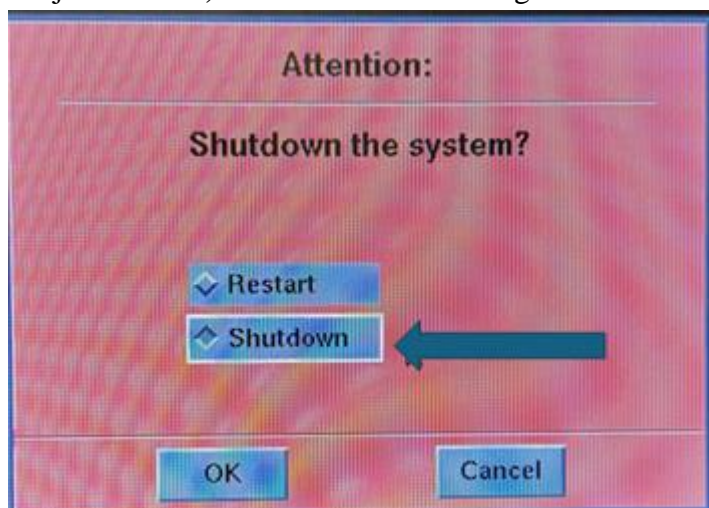 Attention:
Shutdown the system?
Restart
Shutdown
OK
Cancel